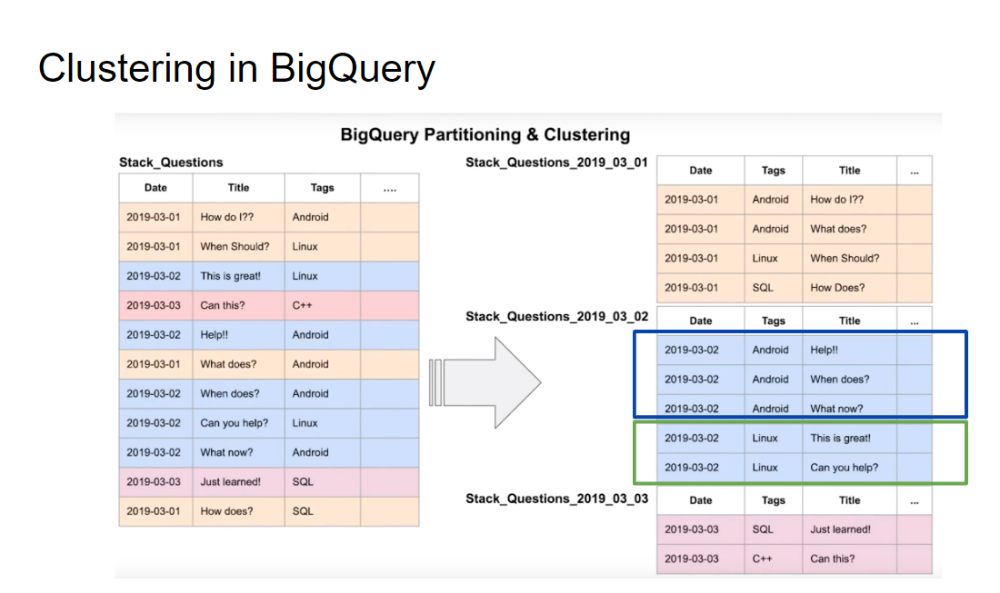 Clustering in BigQuery
BigQuery Partitioning & Clustering
Stack_Questions
Date Title Tags ....
2019-03-01 How do I?? Android
2019-03-01 When Should? Linux
2019-03-02 This is great! Linux
2019-03-03 Can this? C++
2019-03-02 Help!! Android
2019-03-01 What does? Android
2019-03-02 When does? Android
2019-03-02 Can you help? Linux
2019-03-02 What now? Android
2019-03-03 Just learned! SQL
2019-03-01 How does? SQL
Stack_Questions_2019_03_01
Date Tags Title ...
2019-03-01 Android How do I??
2019-03-01 Android What does?
2019-03-01 Linux When Should?
2019-03-01 SQL How Does?
Stack_Questions_2019_03_02
Date Tags Title ...
2019-03-02 Android Help!!
2019-03-02 Android When does?
2019-03-02 Android What now?
2019-03-02 Linux This is great!
2019-03-02 Linux Can you help?
Stack_Questions_2019_03_03
Date Tags Title ...
2019-03-03 SQL Just learned!
2019-03-03 C++ Can this?